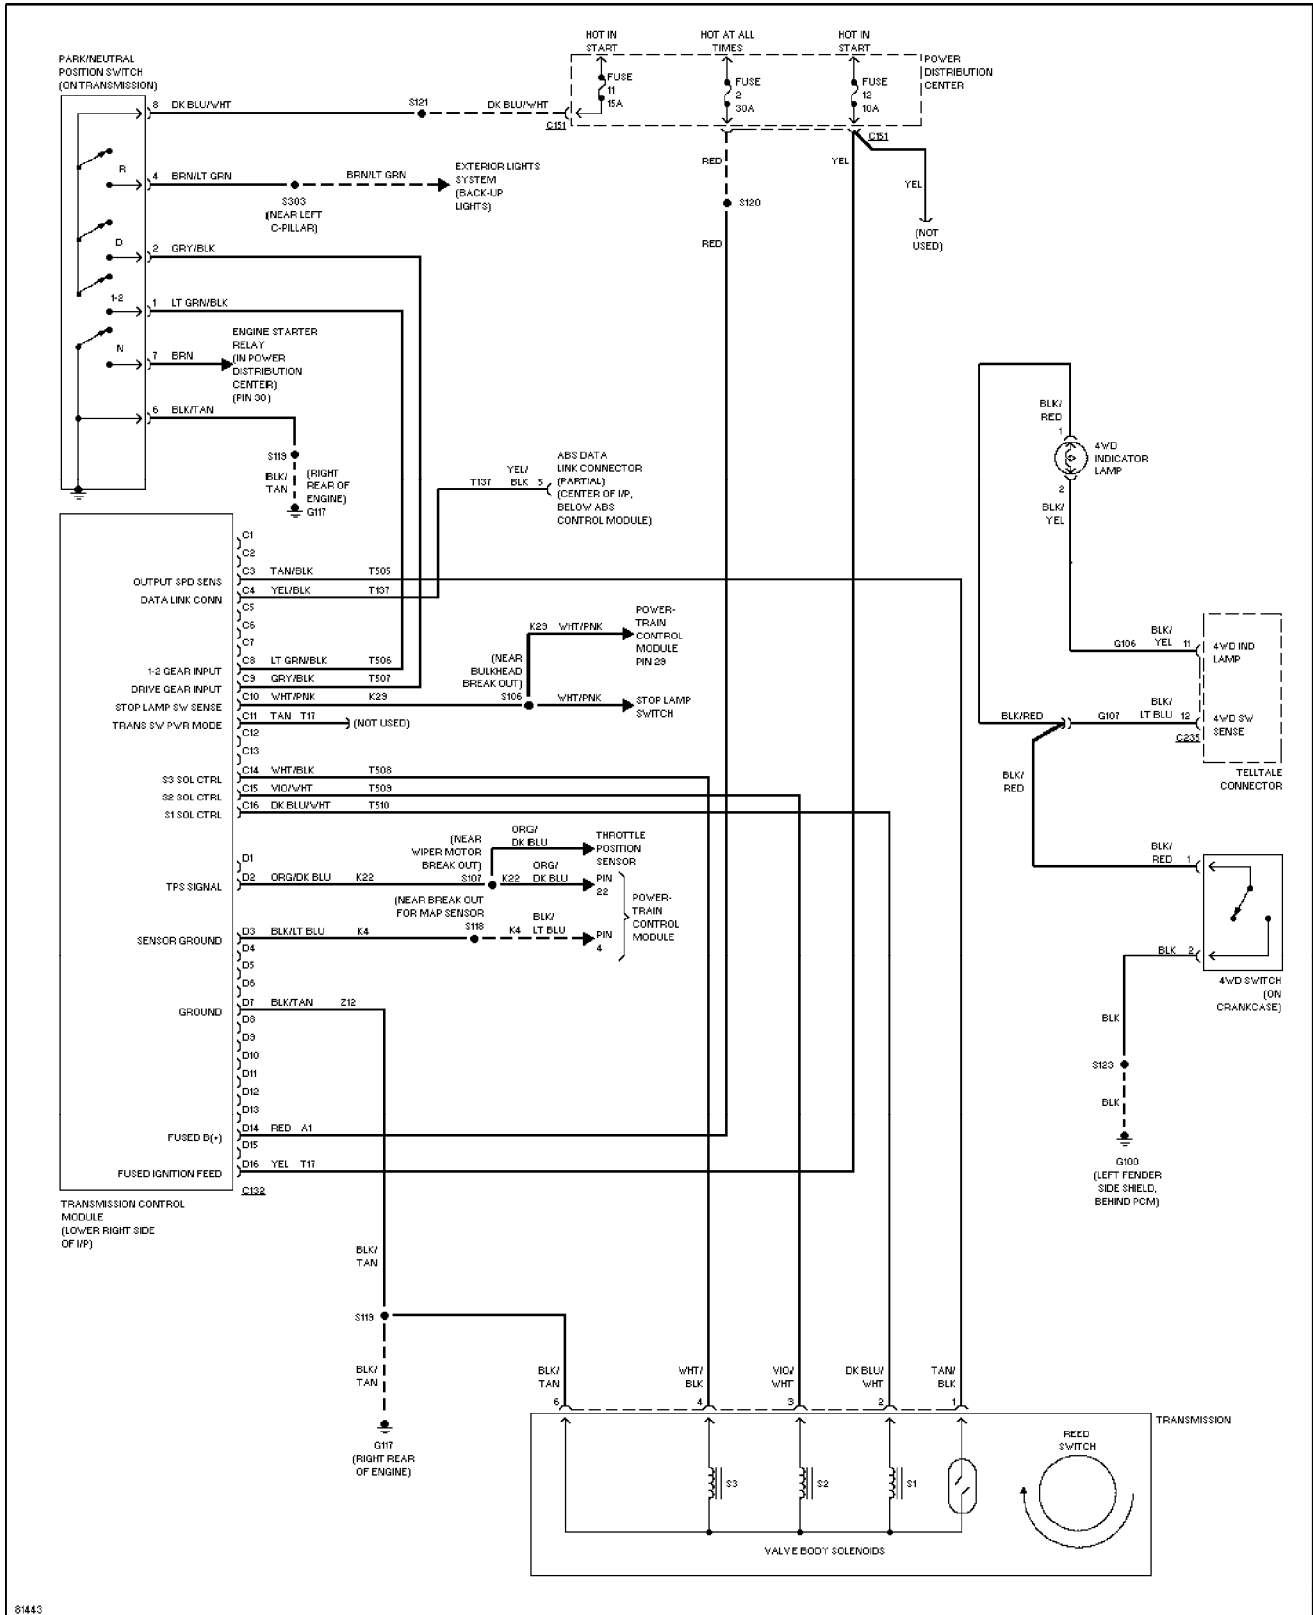 HOT IN
START
HOT AT ALL
TIMES
HOT IN
START
PARK/NEUTRAL
POSITION SWITCH
(ON TRANSMISSION)
FUSE
11
15A
FUSE
2
30A
FUSE
12
10A
POWER
DISTRIBUTION
CENTER
8 DK BLU/WHT
S121
DK BLU/WHT
C151
C151
RED
YEL
YEL
R
4 BRN/LT GRN
BRN/LT GRN
EXTERIOR LIGHTS
SYSTEM
(BACK-UP
LIGHTS)
S303
(NEAR LEFT
C-PILLAR)
S120
RED
(NOT
USED)
D
2 GRY/BLK
1-2
1 LT GRN/BLK
N
7 BRN
ENGINE STARTER
RELAY
(IN POWER
DISTRIBUTION
CENTER)
(PIN 30)
6 BLK/TAN
S119
BLK/
TAN
(RIGHT
REAR OF
ENGINE)
G117
BLK/
RED
1
4WD
INDICATOR
LAMP
2
BLK/
YEL
T137
YEL/
BLK 5
ABS DATA
LINK CONNECTOR
(PARTIAL)
(CENTER OF I/P,
BELOW ABS
CONTROL MODULE)
C1
C2
OUTPUT SPD SENS C3 TAN/BLK T505
DATA LINK CONN C4 YEL/BLK T137
C5
C6
C7
1-2 GEAR INPUT C8 LT GRN/BLK T506
DRIVE GEAR INPUT C9 GRY/BLK T507
STOP LAMP SW SENSE C10 WHT/PNK K29
TRANS SW PWR MODE C11 TAN T17 (NOT USED)
C12
C13
S3 SOL CTRL C14 WHT/BLK T508
S2 SOL CTRL C15 VIO/WHT T509
S1 SOL CTRL C16 DK BLU/WHT T510
K29 WHT/PNK
POWER-
TRAIN
CONTROL
MODULE
PIN 29
(NEAR
BULKHEAD
BREAK OUT)
S106
WHT/PNK
STOP LAMP
SWITCH
G106
BLK/
YEL 11
4WD IND
LAMP
BLK/RED
G107
BLK/
LT BLU 12
4WD SW
SENSE
C235
TELLTALE
CONNECTOR
BLK/
RED
D1
TPS SIGNAL D2 ORG/DK BLU K22
(NEAR
WIPER MOTOR
BREAK OUT)
S107
ORG/
DK BLU
THROTTLE
POSITION
SENSOR
K22
ORG/
DK BLU
PIN
22
(NEAR BREAK OUT
FOR MAP SENSOR
S118
K4
BLK/
LT BLU
PIN
4
POWER-
TRAIN
CONTROL
MODULE
SENSOR GROUND D3 BLK/LT BLU K4
D4
D5
D6
GROUND D7 BLK/TAN Z12
D8
D9
D10
D11
D12
D13
FUSED B(+) D14 RED A1
D15
FUSED IGNITION FEED D16 YEL T17
C132
TRANSMISSION CONTROL
MODULE
(LOWER RIGHT SIDE
OF I/P)
BLK/
RED 1
BLK 2
4WD SWITCH
(ON
CRANKCASE)
BLK
S123
BLK
G100
(LEFT FENDER
SIDE SHIELD,
BEHIND PCM)
BLK/
TAN
S119
BLK/
TAN
G117
(RIGHT REAR
OF ENGINE)
BLK/
TAN
6
WHT/
BLK
4
VIO/
WHT
3
DK BLU/
WHT
2
TAN/
BLK
1
TRANSMISSION
REED
SWITCH
S3
S2
S1
VALVE BODY SOLENOIDS
81443